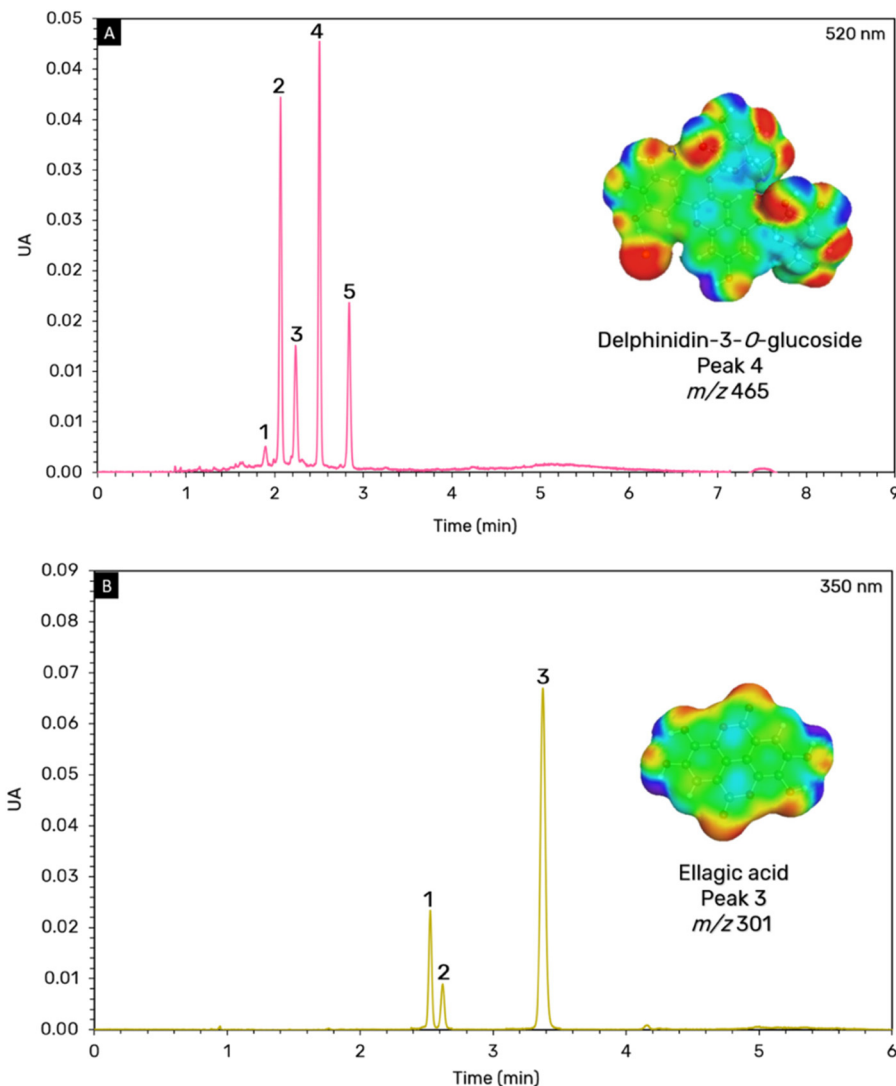 A
520 nm
0.05
0.04
0.04
0.03
0.03
0.02
0.02
0.01
0.01
0.00
UA
1
2
3
4
5
Delphinidin-3-O-glucoside
Peak 4
m/z 465
0 1 2 3 4 5 6 7 8 9
Time (min)
B
350 nm
0.09
0.08
0.07
0.06
0.05
0.04
0.03
0.02
0.01
0.00
UA
1
2
3
Ellagic acid
Peak 3
m/z 301
0 1 2 3 4 5 6
Time (min)